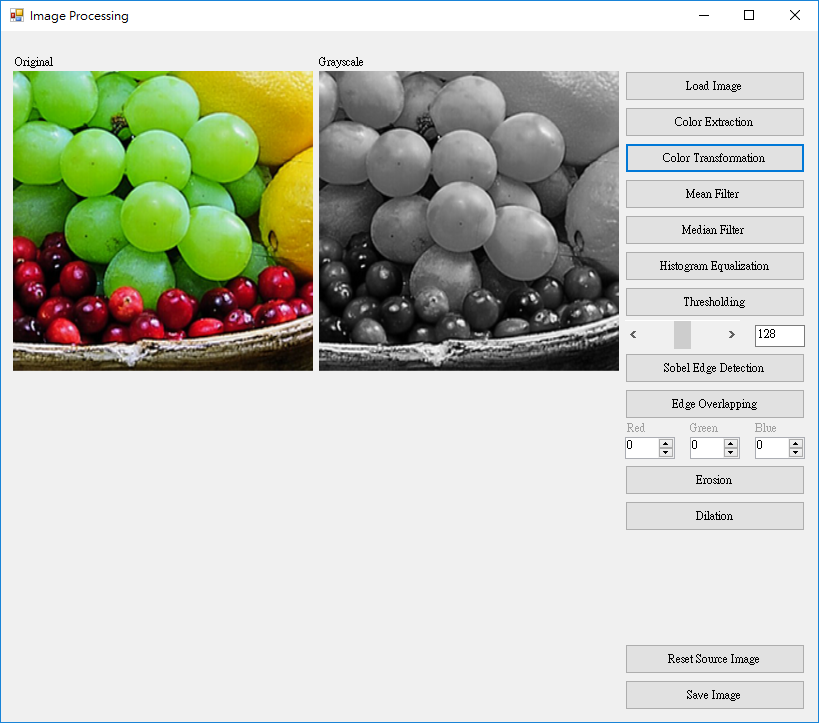 Image Processing
Original
Grayscale
Load Image
Color Extraction
Color Transformation
Mean Filter
Median Filter
Histogram Equalization
Thresholding
128
Sobel Edge Detection
Edge Overlapping
Red Green Blue
0 0 0
Erosion
Dilation
Reset Source Image
Save Image